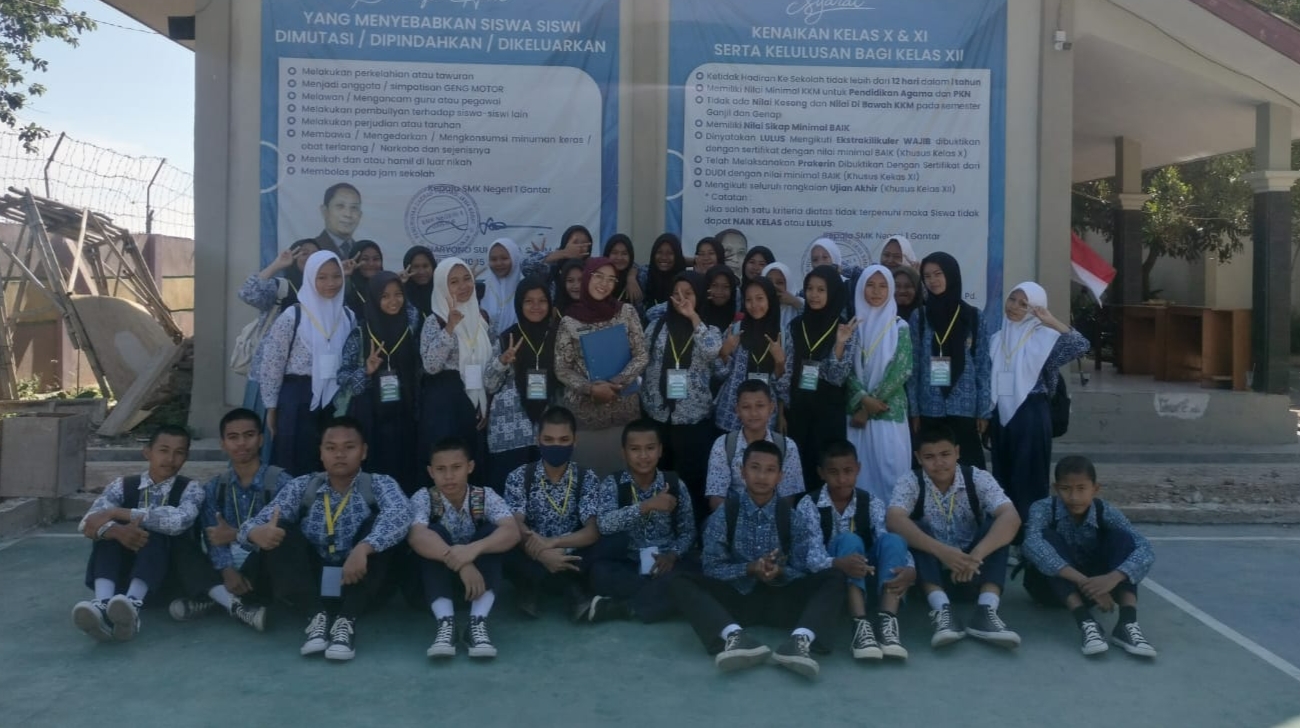 YANG MENYEBABKAN SISWA SISWI
DIMUTASI / DIPINDAHKAN / DIKELUARKAN
Melakukan perkelahian atau tawuran
Menjadi anggota / simpatisan GENG MOTOR
Melawan / Mengancam guru atau pegawai
Melakukan pembullyan terhadap siswa-siswi lain
Melakukan perjudian atau taruhan
Membawa / Mengedarkan / Mengkonsumsi minuman keras /
obat terlarang / Narkoba dan sejenisnya
Menikah dan atau hamil di luar nikah
Membolos pada jam sekolah
Kepala SMK Negeri 1 Gantar
Syarat
KENAIKAN KELAS X & XI
SERTA KELULUSAN BAGI KELAS XII
Ketidak Hadiran Ke Sekolah tidak lebih dari 12 hari dalam 1 tahun
Memiliki Nilai Minimal KKM untuk Pendidikan Agama dan PKN
Tidak ada Nilai Kosong dan Nilai Di Bawah KKM pada semester
Ganjil dan Genap
Memiliki Nilai Sikap Minimal BAIK
Dinyatakan LULUS Mengikuti Ekstrakilikuler WAJIB dibuktikan
dengan sertifikat dengan nilai minimal BAIK (Khusus Kelas X)
Telah Melaksanakan Prakerin Dibuktikan Dengan Sertifikat dari
DUDI dengan nilai minimal BAIK (Khusus Kekas XI)
Mengikuti seluruh rangkaian Ujian Akhir (Khusus Kelas XII)
* Catatan :
Jika salah satu kriteria diatas tidak terpenuhi maka Siswa tidak
dapat NAIK KELAS atau LULUS.
Kepala SMK Negeri 1 Gantar
Pd.